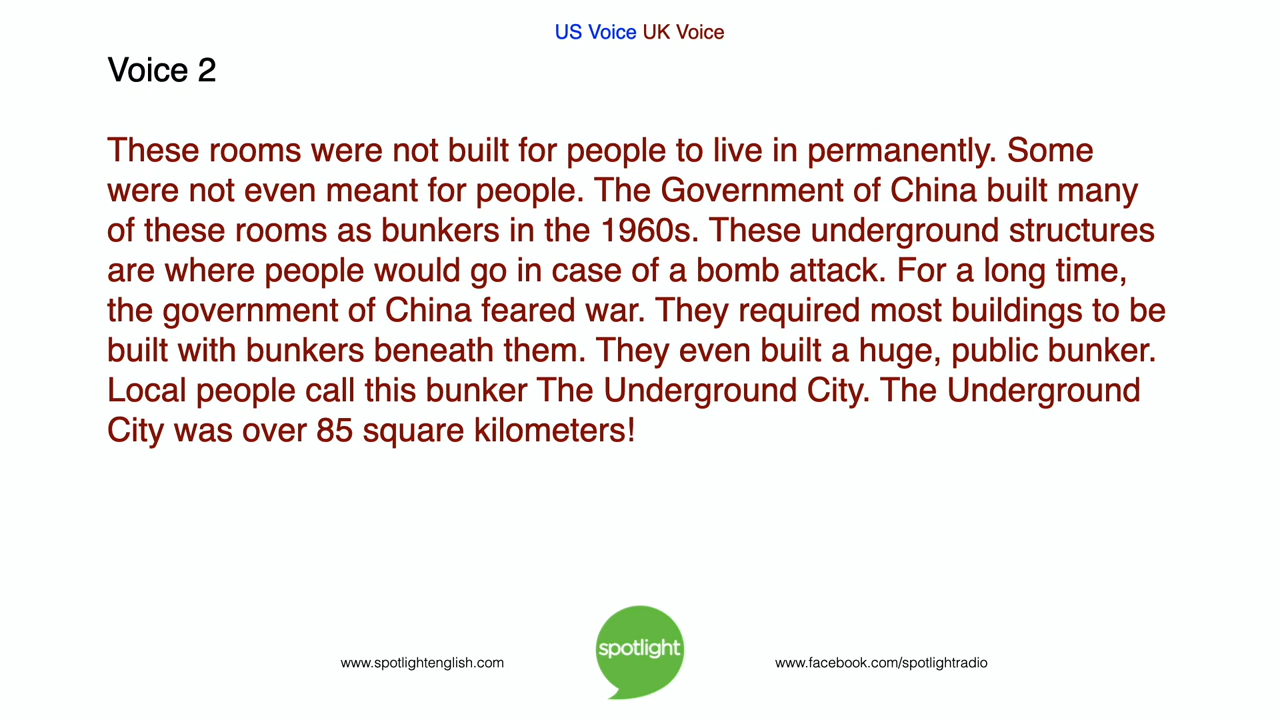 US Voice UK Voice
Voice 2
These rooms were not built for people to live in permanently. Some
were not even meant for people. The Government of China built many
of these rooms as bunkers in the 1960s. These underground structures
are where people would go in case of a bomb attack. For a long time,
the government of China feared war. They required most buildings to be
built with bunkers beneath them. They even built a huge, public bunker.
Local people call this bunker The Underground City. The Underground
City was over 85 square kilometers!
www.spotlightenglish.com
spotlight
www.facebook.com/spotlightradio